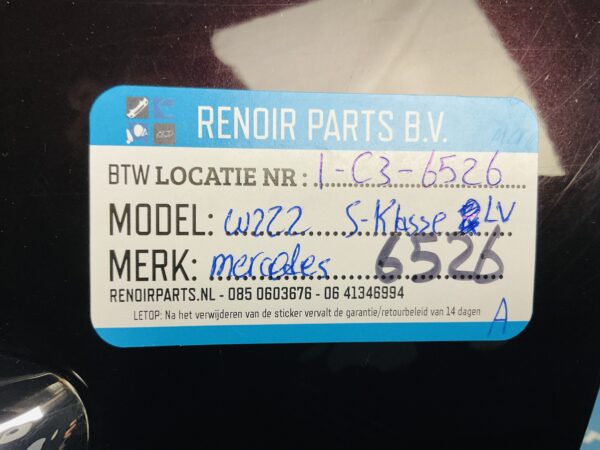 RENOIR PARTS B.V.
BTW LOCATIE NR: 1-C3-6526
MODEL: W222 S-Klasse LV
MERK: mercedes 6526
RENOIRPARTS.NL - 085 0603676 - 06 41346994
LETOP: Na het verwijderen van de sticker vervalt de garantie/retourbeleid van 14 dagen
A